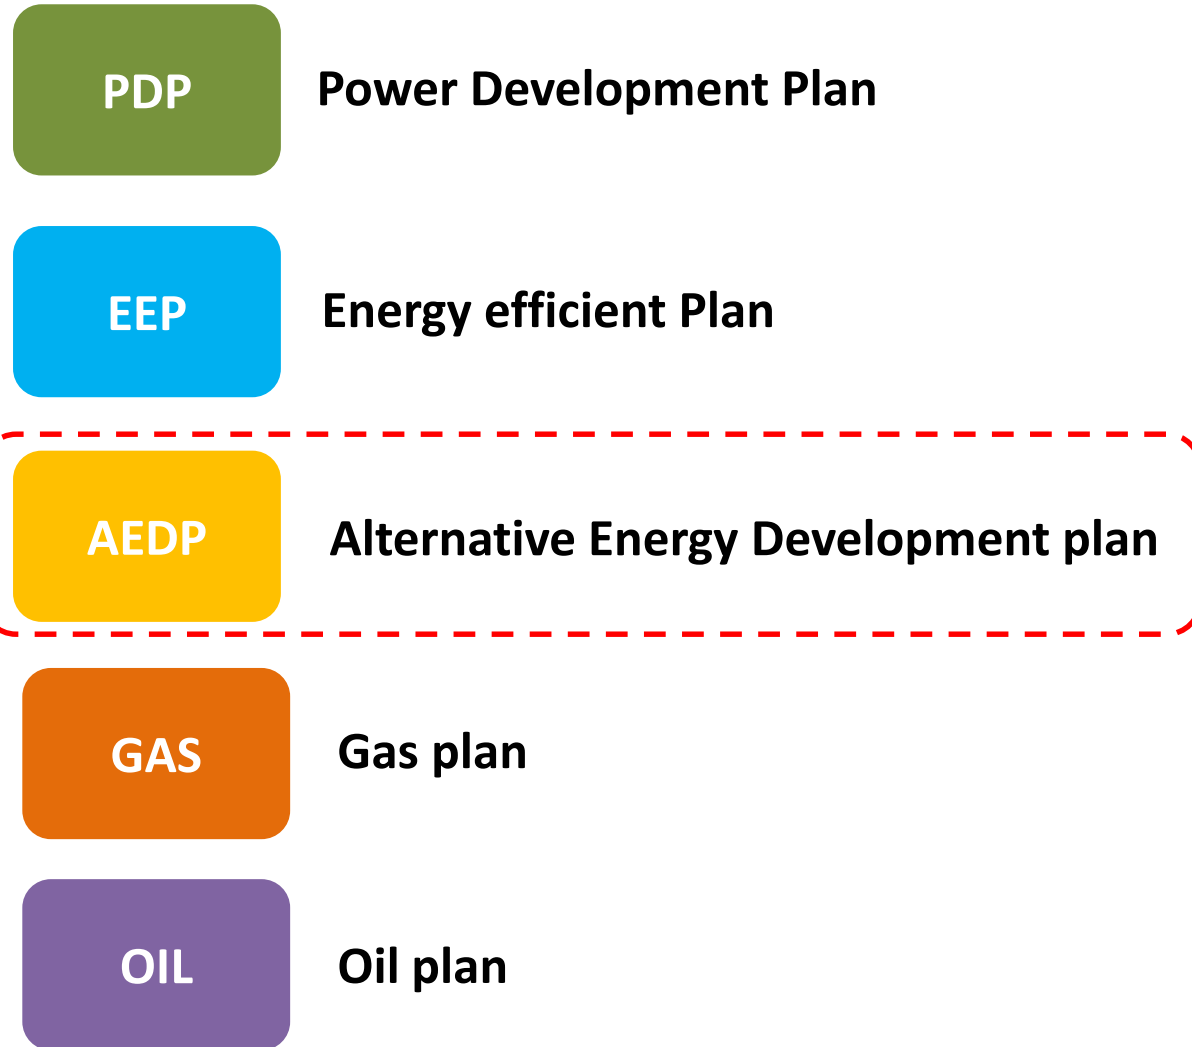 PDP Power Development Plan
EEP Energy efficient Plan
AEDP Alternative Energy Development plan
GAS Gas plan
OIL Oil plan